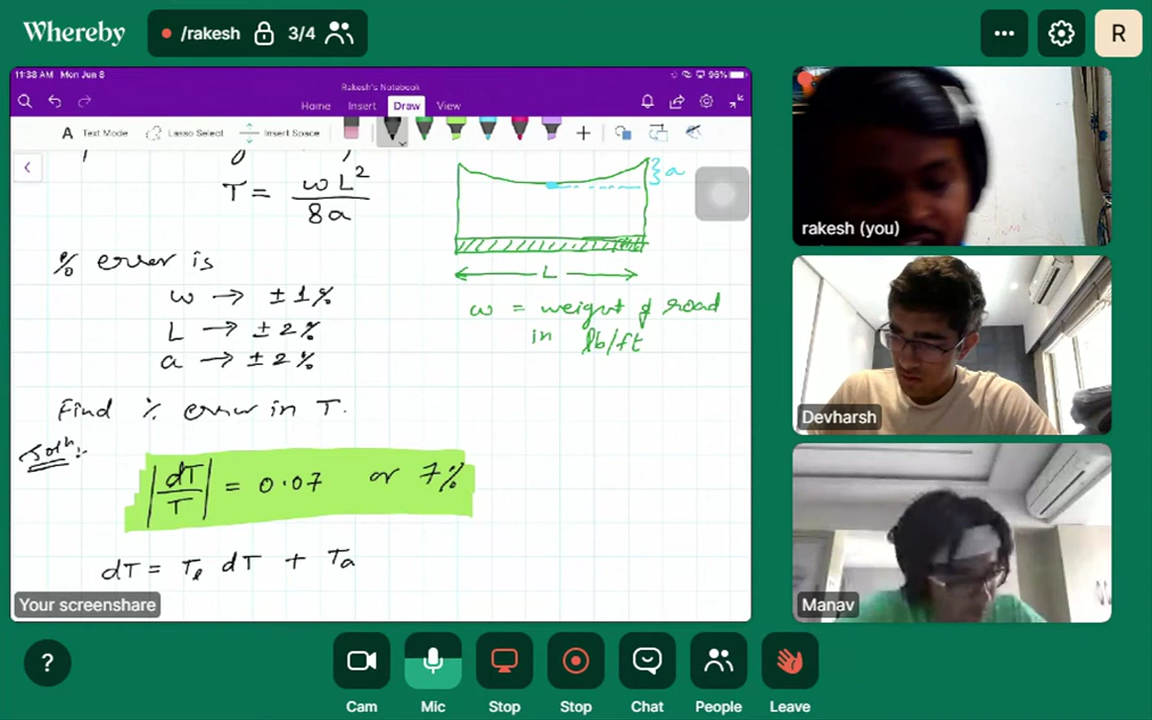 Whereby
/rakesh 3/4
R
11:38 AM Mon Jun 8
96%
Rakesh's Notebook
Home Insert Draw View
A Text Mode Lasso Select Insert Space
T = ωL²/8a
a
L
% error is
ω → ±1%
L → ±2%
a → ±2%
ω = weight of road
in lb/ft
Find % error in T.
Soln:
|dT/T| = 0.07 or 7%
dT = Tℓ dT + Ta
Your screenshare
rakesh (you)
Devharsh
Manav
?
Cam Mic Stop Stop Chat People Leave